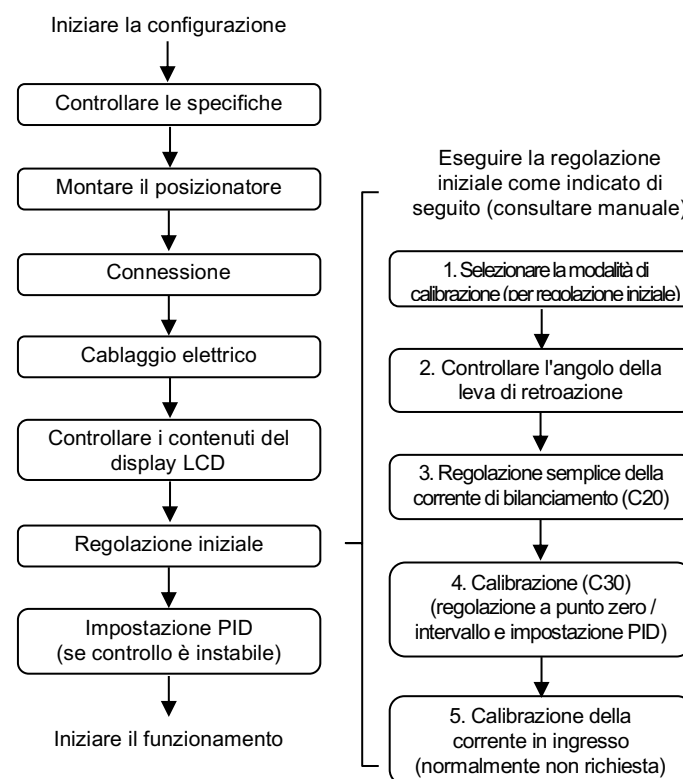 Iniziare la configurazione
Controllare le specifiche
Montare il posizionatore
Connessione
Cablaggio elettrico
Controllare i contenuti del
display LCD
Regolazione iniziale
Impostazione PID
(se controllo è instabile)
Iniziare il funzionamento
Eseguire la regolazione
iniziale come indicato di
seguito (consultare manuale)
1. Selezionare la modalità di
calibrazione (per regolazione iniziale)
2. Controllare l'angolo della
leva di retroazione
3. Regolazione semplice della
corrente di bilanciamento (C20)
4. Calibrazione (C30)
(regolazione a punto zero /
intervallo e impostazione PID)
5. Calibrazione della
corrente in ingresso
(normalmente non richiesta)